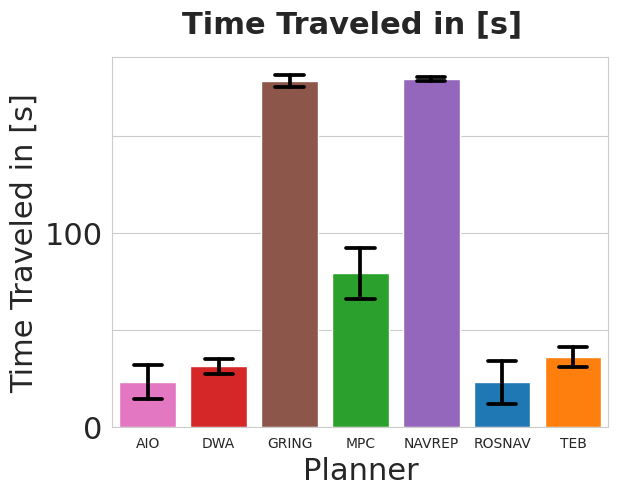 Time Traveled in [s]
Time Traveled in [s]
100
0
AIO DWA GRING MPC NAVREP ROSNAV TEB
Planner